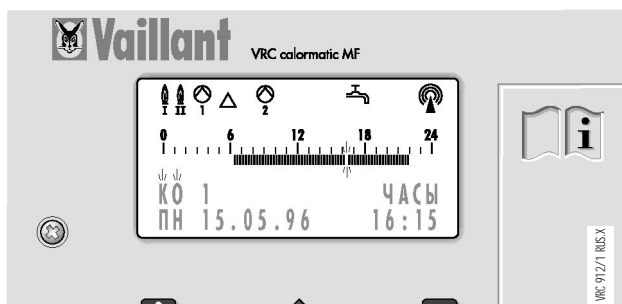 Vaillant
VRC calormatic MF
I II 1 2
0 6 12 18 24
КО 1 ЧАСЫ
ПН 15.05.96 16:15
i
VRC 912/1 RUS.X